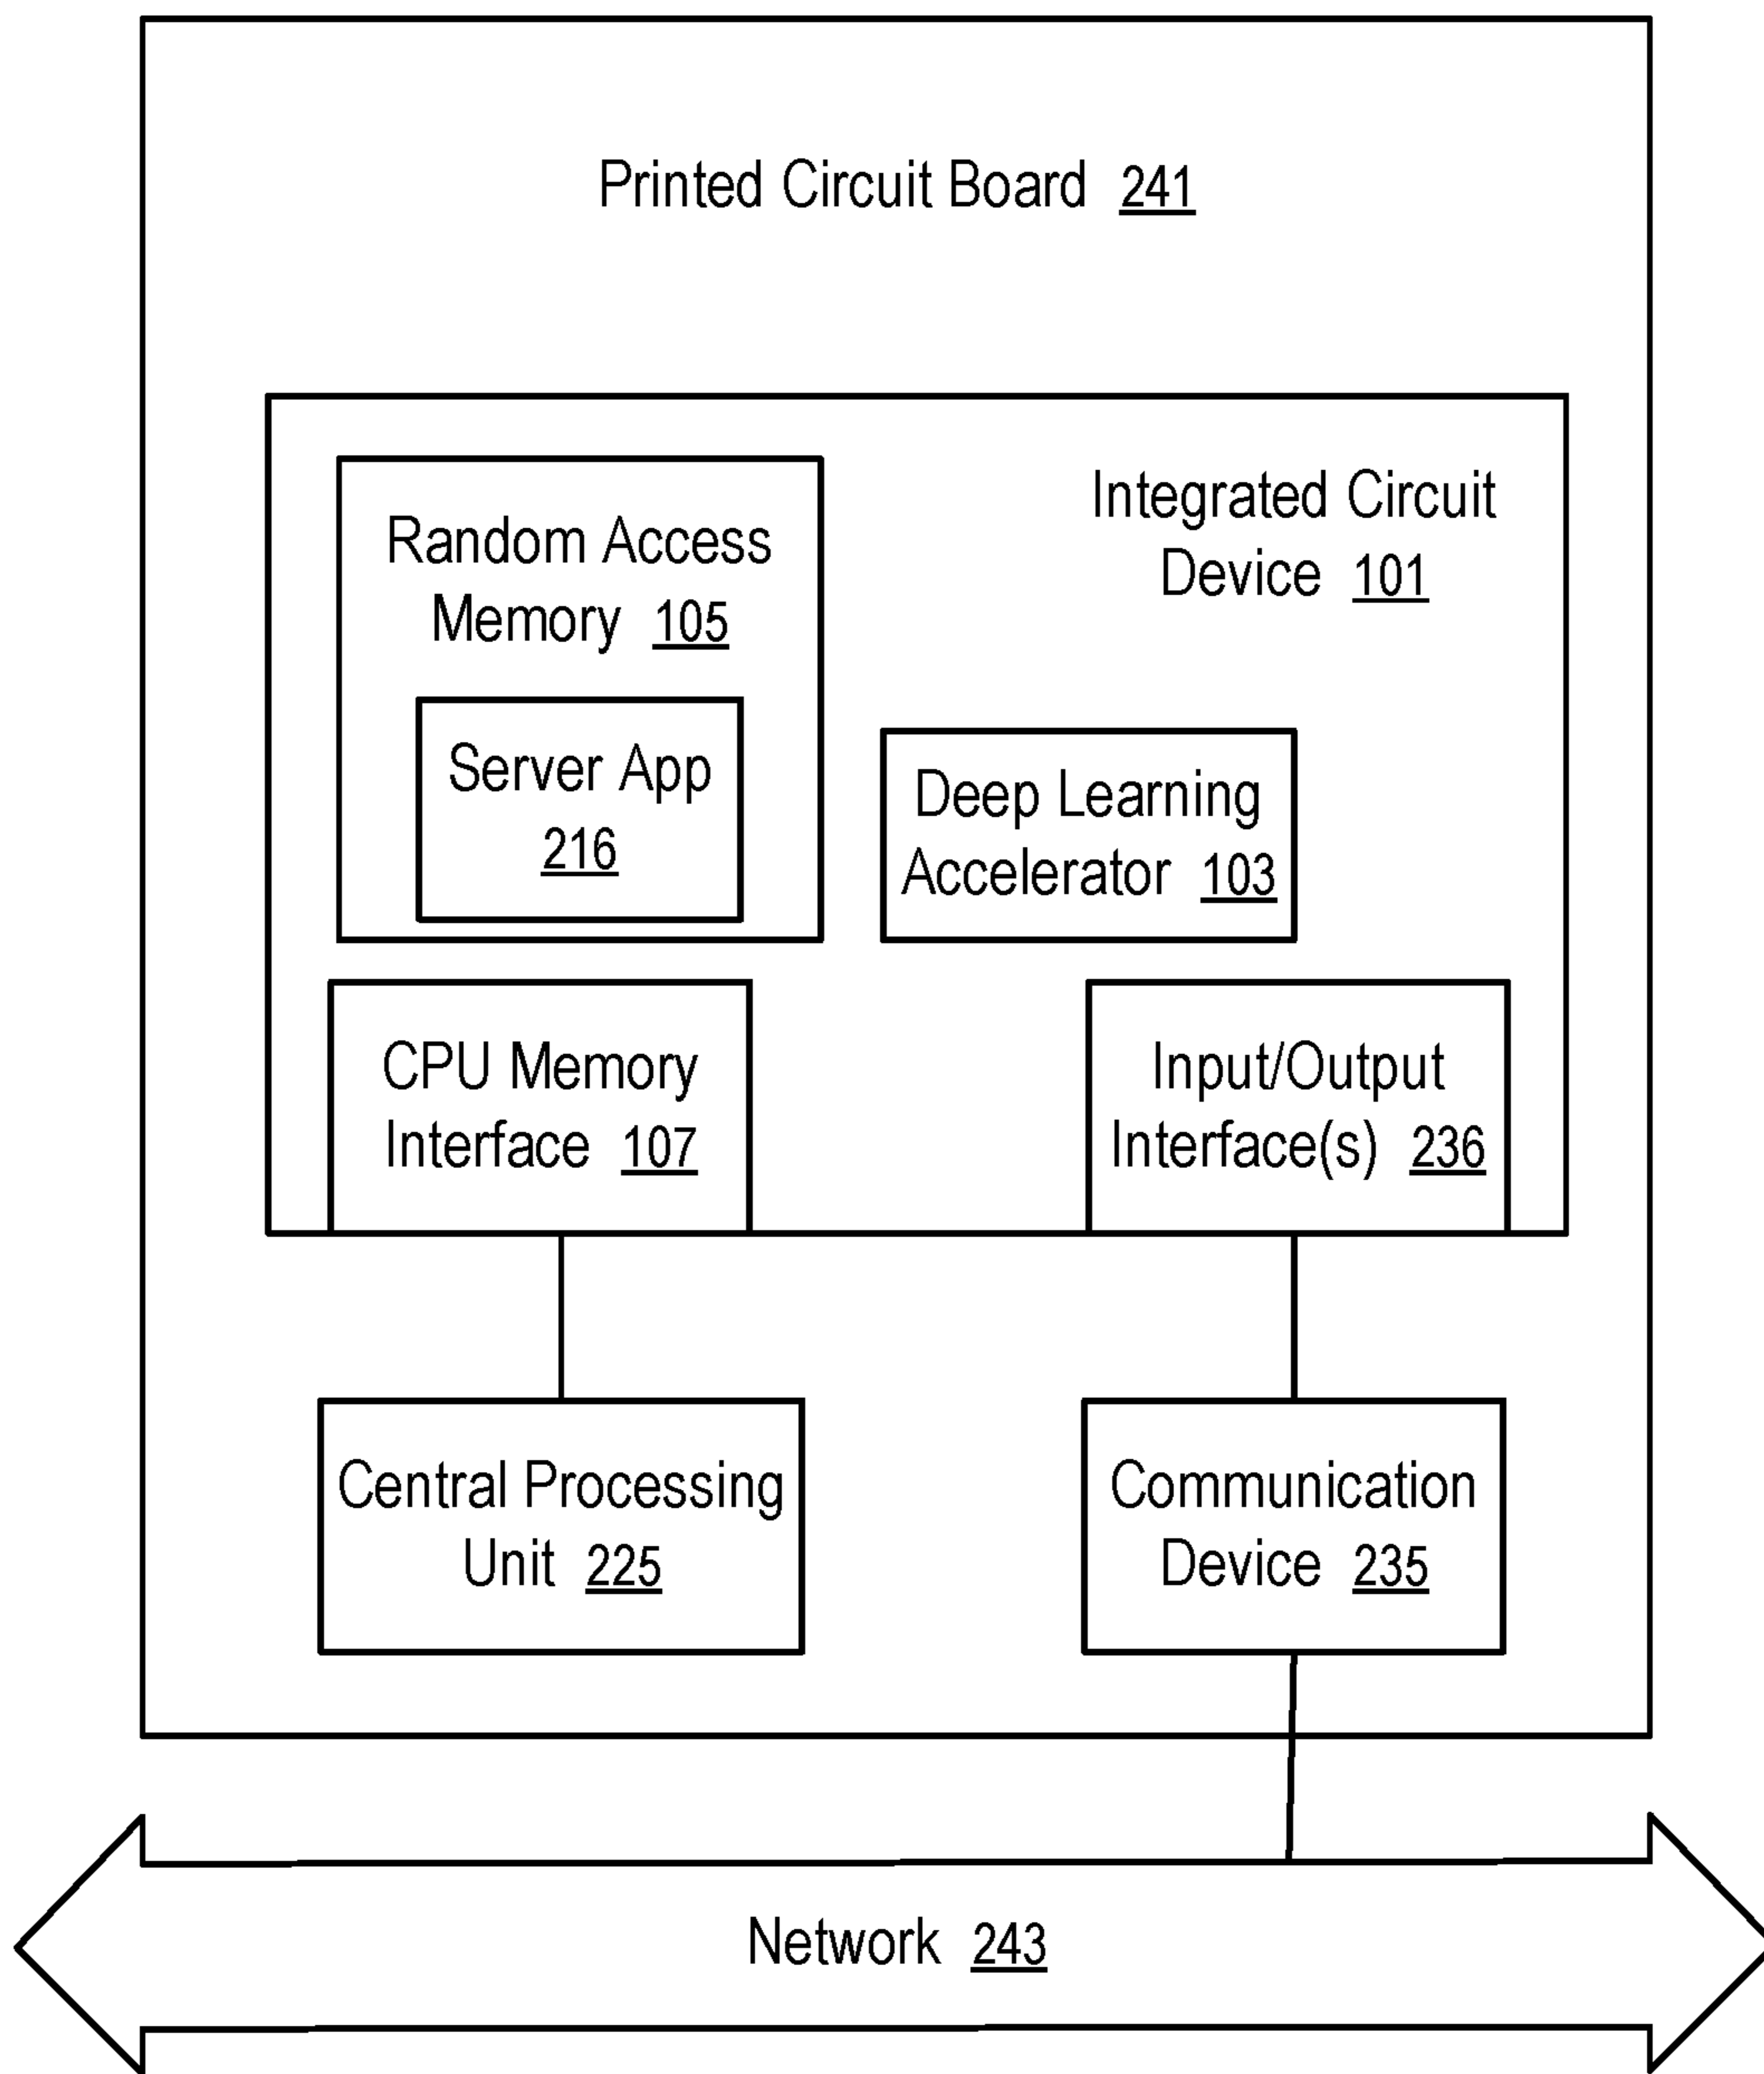 Printed Circuit Board 241
Integrated Circuit
Device 101
Random Access
Memory 105
Server App
216
Deep Learning
Accelerator 103
CPU Memory
Interface 107
Input/Output
Interface(s) 236
Central Processing
Unit 225
Communication
Device 235
Network 243